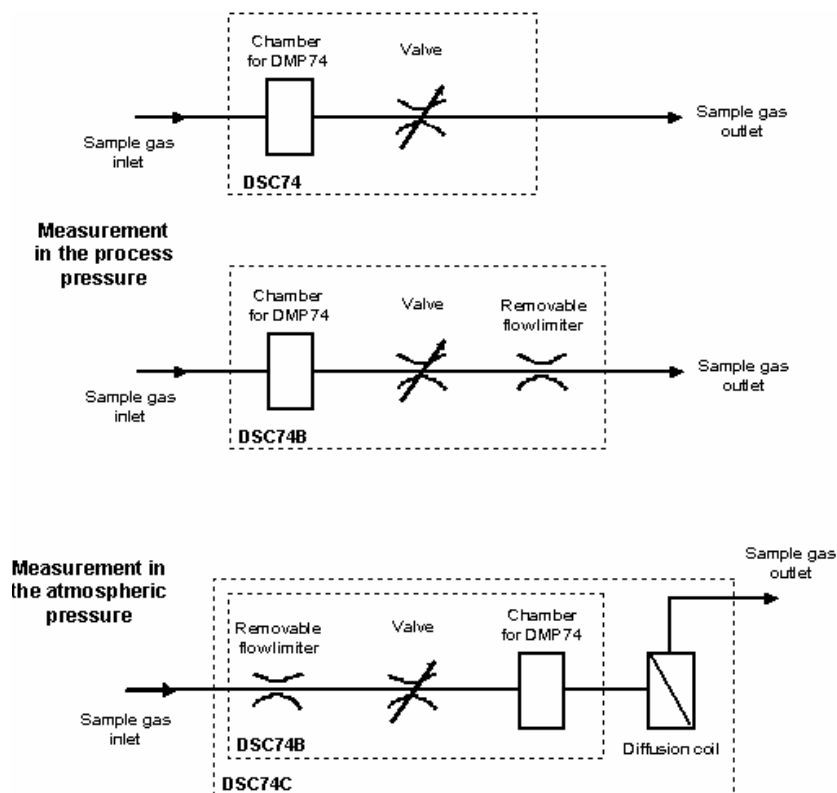 Chamber
for DMP74
Valve
Sample gas
inlet
Sample gas
outlet
DSC74
Measurement
in the process
pressure
Chamber
for DMP74
Valve
Removable
flowlimiter
Sample gas
inlet
Sample gas
outlet
DSC74B
Measurement in
the atmospheric
pressure
Sample gas
outlet
Removable
flowlimiter
Valve
Chamber
for DMP74
Sample gas
inlet
DSC74B
Diffusion coil
DSC74C